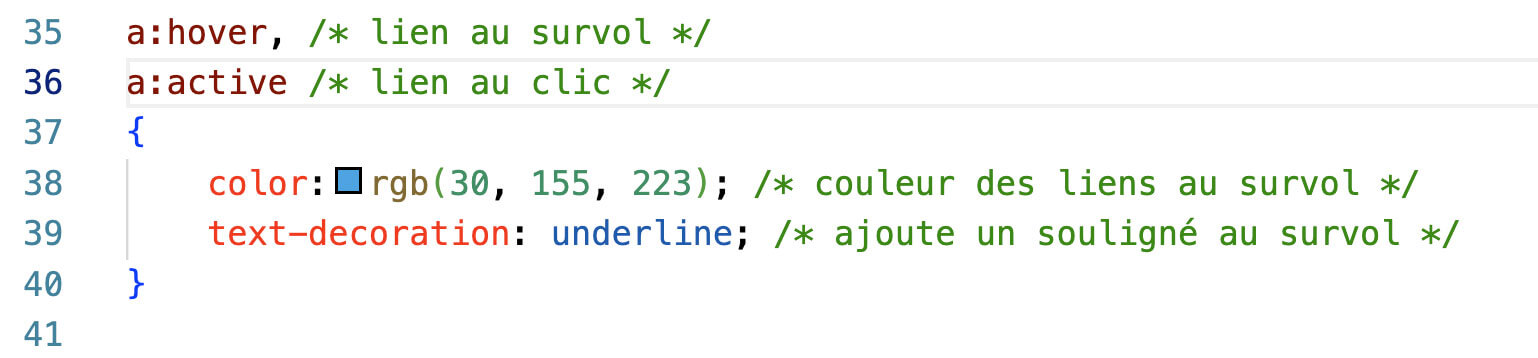 35 a:hover, /* lien au survol */
36 a:active /* lien au clic */
37 {
38 color: rgb(30, 155, 223); /* couleur des liens au survol */
39 text-decoration: underline; /* ajoute un souligné au survol */
40 }
41